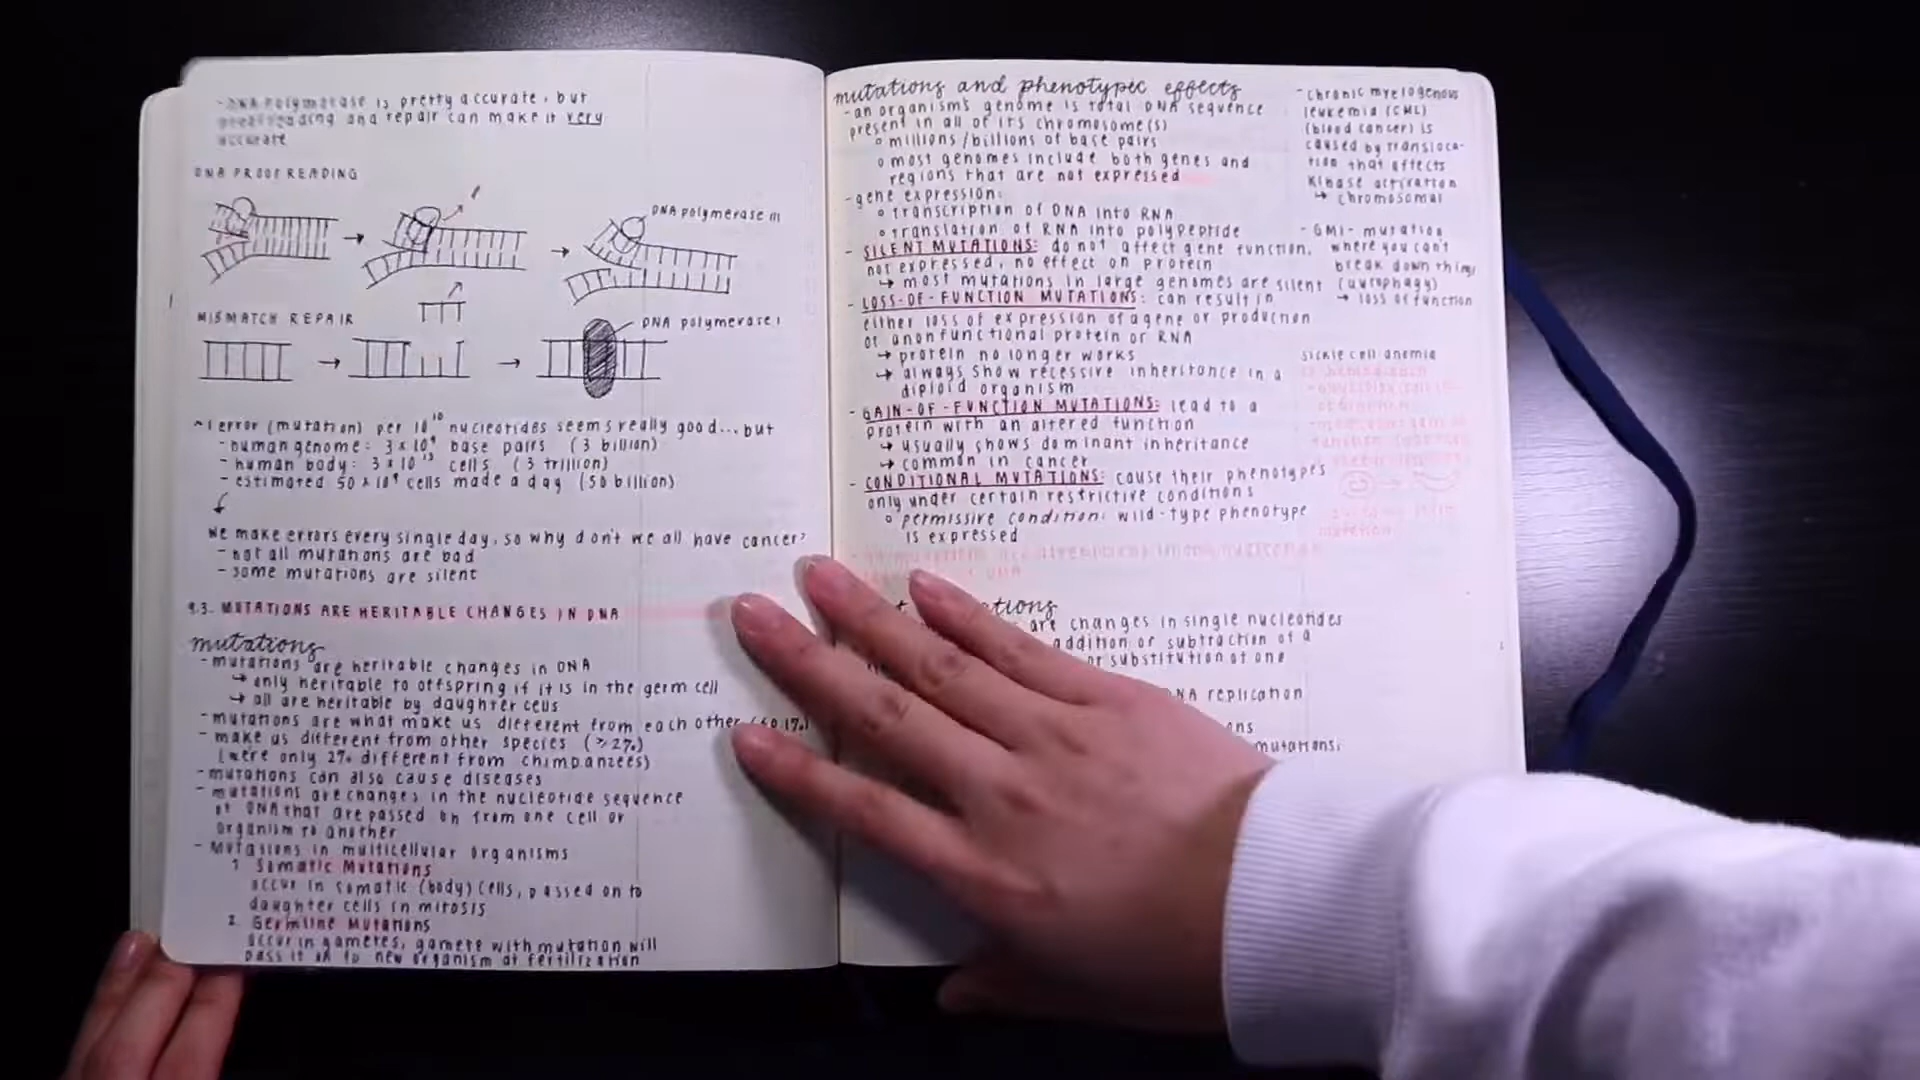 -DNA Polymerase is pretty accurate, but
proofreading and repair can make it very
accurate
DNA PROOFREADING
DNA polymerase III
MISMATCH REPAIR
DNA polymerase I
~1 error (mutation) per 10^10 nucleotides seems really good...but
- human genome: 3 x 10^9 base pairs (3 billion)
- human body: 3 x 10^13 cells (3 trillion)
- estimated 50 x 10^9 cells made a day (50 billion)
↓
we make errors every single day, so why don't we all have cancer?
- not all mutations are bad
- some mutations are silent
9.3. MUTATIONS ARE HERITABLE CHANGES IN DNA
mutations
- mutations are heritable changes in DNA
↳ only heritable to offspring if it is in the germ cell
↳ all are heritable by daughter cells
- mutations are what make us different from each other
- make us different from other species (>2%)
(we're only 2% different from chimpanzees)
- mutations can also cause diseases
- mutations are changes in the nucleotide sequence
of DNA that are passed on from one cell or
organism to another
- Mutations in multicellular organisms
1. Somatic Mutations
occur in somatic (body) cells, passed on to
daughter cells in mitosis
2. Germline Mutations
occur in gametes, gamete with mutation will
pass it on to new organism at fertilization
mutations and phenotypic effects
-an organism's genome is total DNA sequence
present in all of its chromosome(s)
o millions/billions of base pairs
o most genomes include both genes and
regions that are not expressed
-gene expression:
o transcription of DNA into RNA
o translation of RNA into polypeptide
- SILENT MUTATIONS: do not affect gene function,
not expressed, no effect on protein
↳ most mutations in large genomes are silent
- LOSS-OF-FUNCTION MUTATIONS: can result in
either loss of expression of a gene or production
of a nonfunctional protein or RNA
↳ protein no longer works
↳ always show recessive inheritance in a
diploid organism
- GAIN-OF-FUNCTION MUTATIONS: lead to a
protein with an altered function
↳ usually shows dominant inheritance
↳ common in cancer
- CONDITIONAL MUTATIONS: cause their phenotypes
only under certain restrictive conditions
o permissive condition: wild-type phenotype
is expressed
are changes in single nucleotides
addition or subtraction of a
or substitution of one
DNA replication
mutations:
- chronic myelogenous
leukemia (CML)
(blood cancer) is
caused by transloca-
tion that affects
kinase activation
↳ chromosomal
- GM1- mutation
where you can't
break down things
(autophagy)
→ loss of function
sickle cell anemia
mutation